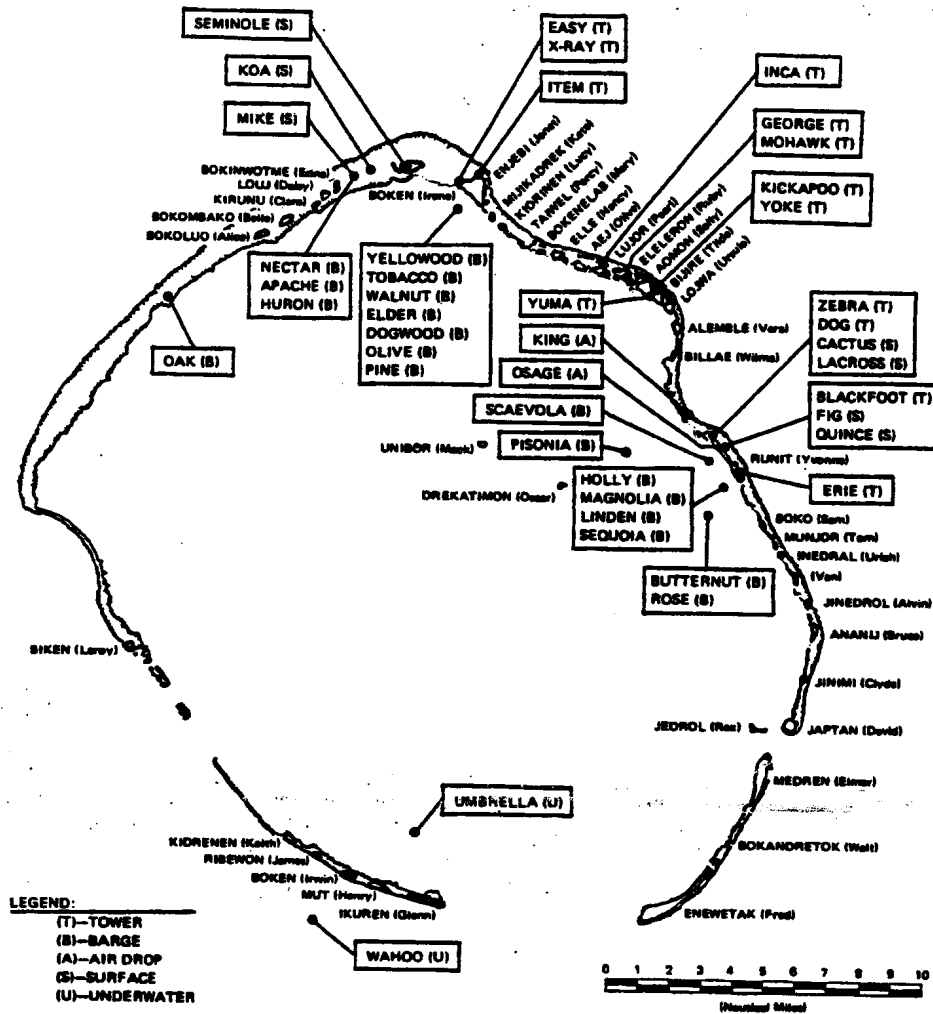 SEMINOLE (S)
KOA (S)
MIKE (S)
EASY (T)
X-RAY (T)
ITEM (T)
INCA (T)
GEORGE (T)
MOHAWK (T)
KICKAPOO (T)
YOKE (T)
BOKINWOTME (Edna)
LOUJ (Daisy)
KIRUNU (Clara)
BOKOMBAKO (Belle)
BOKOLUO (Alice)
BOKEN (Irene)
ENJEBI (Janet)
MIJIKADREK (Kate)
KIDRINEN (Lucy)
TAIWEL (Percy)
BOKENELAB (Mary)
ELLE (Nancy)
AEJ (Olive)
LUJOR (Pearl)
ELELERON (Ruby)
AOMON (Sally)
BIJIRE (Tilda)
LOJWA (Ursula)
ALEMBLE (Vera)
BILLAE (Wilma)
NECTAR (B)
APACHE (B)
HURON (B)
YELLOWOOD (B)
TOBACCO (B)
WALNUT (B)
ELDER (B)
DOGWOOD (B)
OLIVE (B)
PINE (B)
OAK (B)
YUMA (T)
KING (A)
OSAGE (A)
SCAEVOLA (B)
PISONIA (B)
ZEBRA (T)
DOG (T)
CACTUS (S)
LACROSS (S)
BLACKFOOT (T)
FIG (S)
QUINCE (S)
UNIBOR (Mack)
DREKATIMON (Oscar)
RUNIT (Yvonne)
ERIE (T)
HOLLY (B)
MAGNOLIA (B)
LINDEN (B)
SEQUOIA (B)
BUTTERNUT (B)
ROSE (B)
BOKO (Sam)
MUNJOR (Tom)
INEDRAL (Uriah)
(Van)
JINEDROL (Alvin)
ANANIJ (Bruce)
JINIMI (Clyde)
JEDROL (Rex)
JAPTAN (David)
BIKEN (Leroy)
MEDREN (Elmer)
UMBRELLA (U)
KIDRENEN (Keith)
RIBEWON (James)
BOKEN (Irwin)
MUT (Henry)
IKUREN (Glenn)
BOKANDRETOK (Walt)
ENEWETAK (Fred)
WAHOO (U)
LEGEND:
(T)—TOWER
(B)—BARGE
(A)—AIR DROP
(S)—SURFACE
(U)—UNDERWATER
0 1 2 3 4 5 6 7 8 9 10
(Nautical Miles)